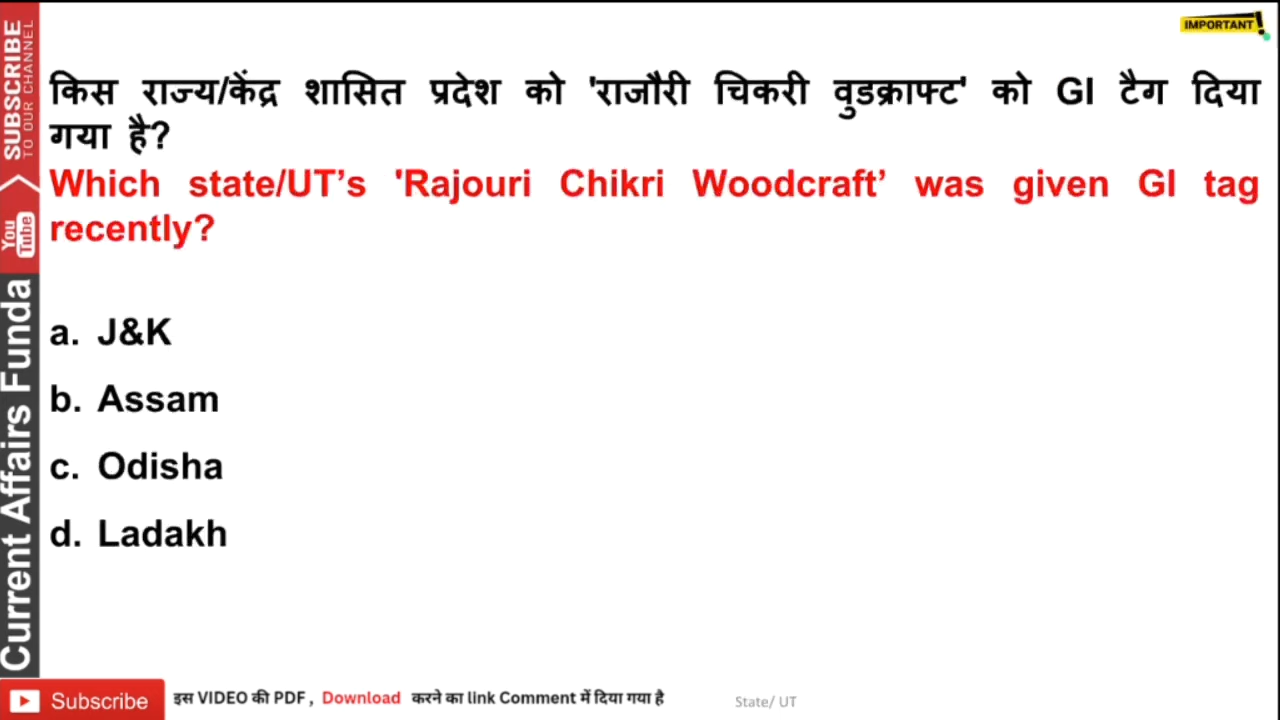 IMPORTANT!
किस राज्य/केंद्र शासित प्रदेश को 'राजौरी चिकरी वुडक्राफ्ट' को GI टैग दिया
गया है?
Which state/UT’s 'Rajouri Chikri Woodcraft’ was given GI tag
recently?
a. J&K
b. Assam
c. Odisha
d. Ladakh
SUBSCRIBE
TO OUR CHANNEL
You
Tube
Current Affairs Funda
Subscribe
इस VIDEO की PDF , Download करने का link Comment में दिया गया है
State/ UT